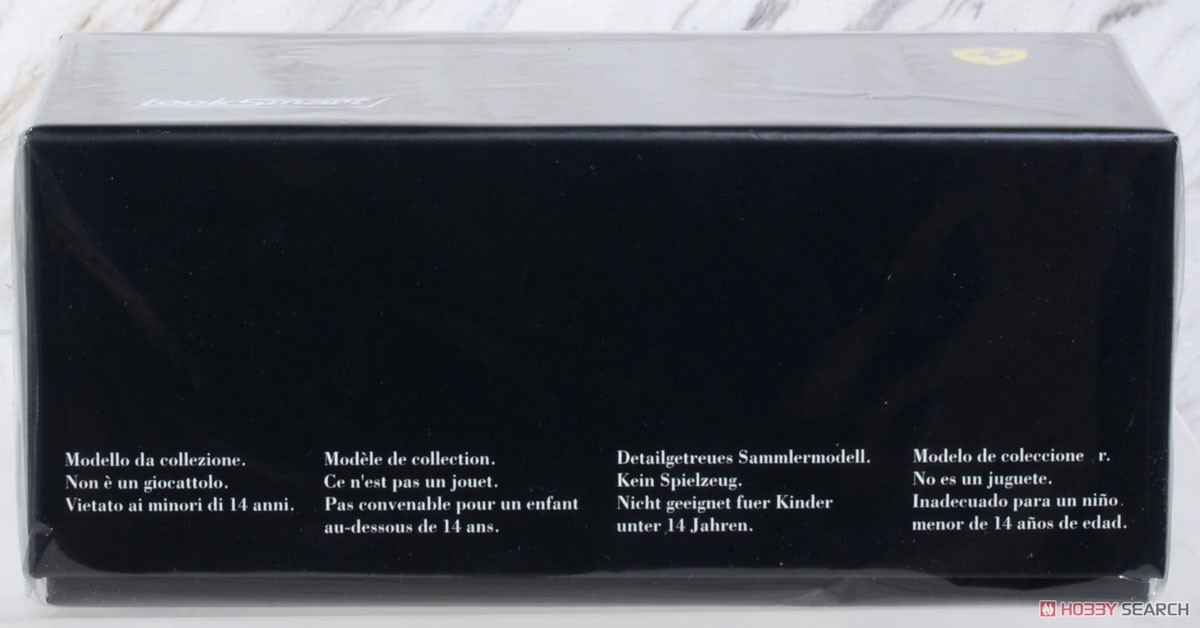 LookSmart
Modello da collezione.
Non è un giocattolo.
Vietato ai minori di 14 anni.
Modèle de collection.
Ce n'est pas un jouet.
Pas convenable pour un enfant
au-dessous de 14 ans.
Detailgetreues Sammlermodell.
Kein Spielzeug.
Nicht geeignet fuer Kinder
unter 14 Jahren.
Modelo de coleccione r.
No es un juguete.
Inadecuado para un niño
menor de 14 años de edad.
HOBBY SEARCH